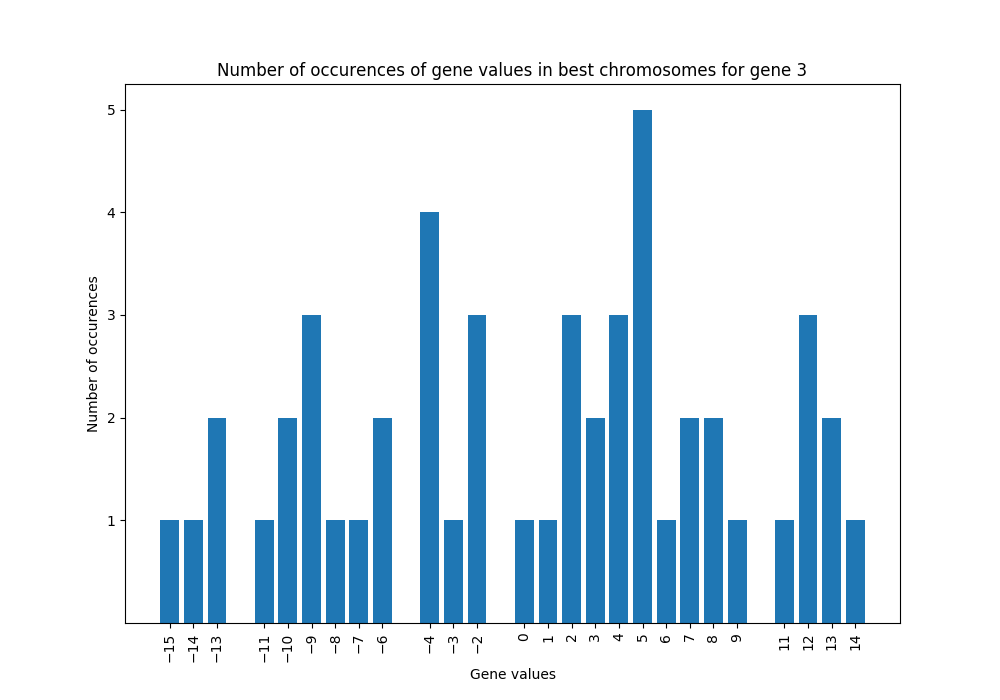 Number of occurences of gene values in best chromosomes for gene 3
Number of occurences
5
4
3
2
1
−15 −14 −13 −11 −10 −9 −8 −7 −6 −4 −3 −2 0 1 2 3 4 5 6 7 8 9 11 12 13 14
Gene values